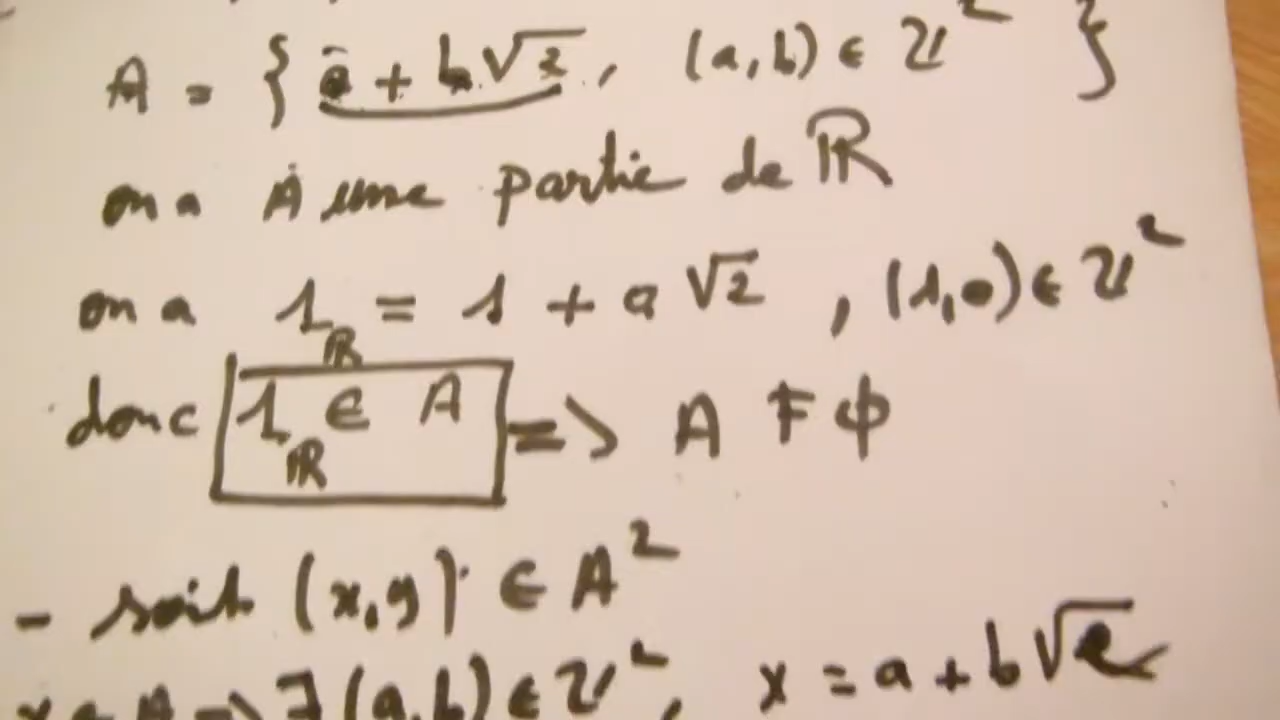 A = { a + b√2, (a,b) ∈ ℤ² }
on a A une partie de ℝ
on a 1_ℝ = 1 + 0√2, (1,0) ∈ ℤ²
donc 1_ℝ ∈ A => A ≠ ϕ
- soit (x,y) ∈ A²
x ∈ A => ∃ (a,b) ∈ ℤ², x = a + b√2